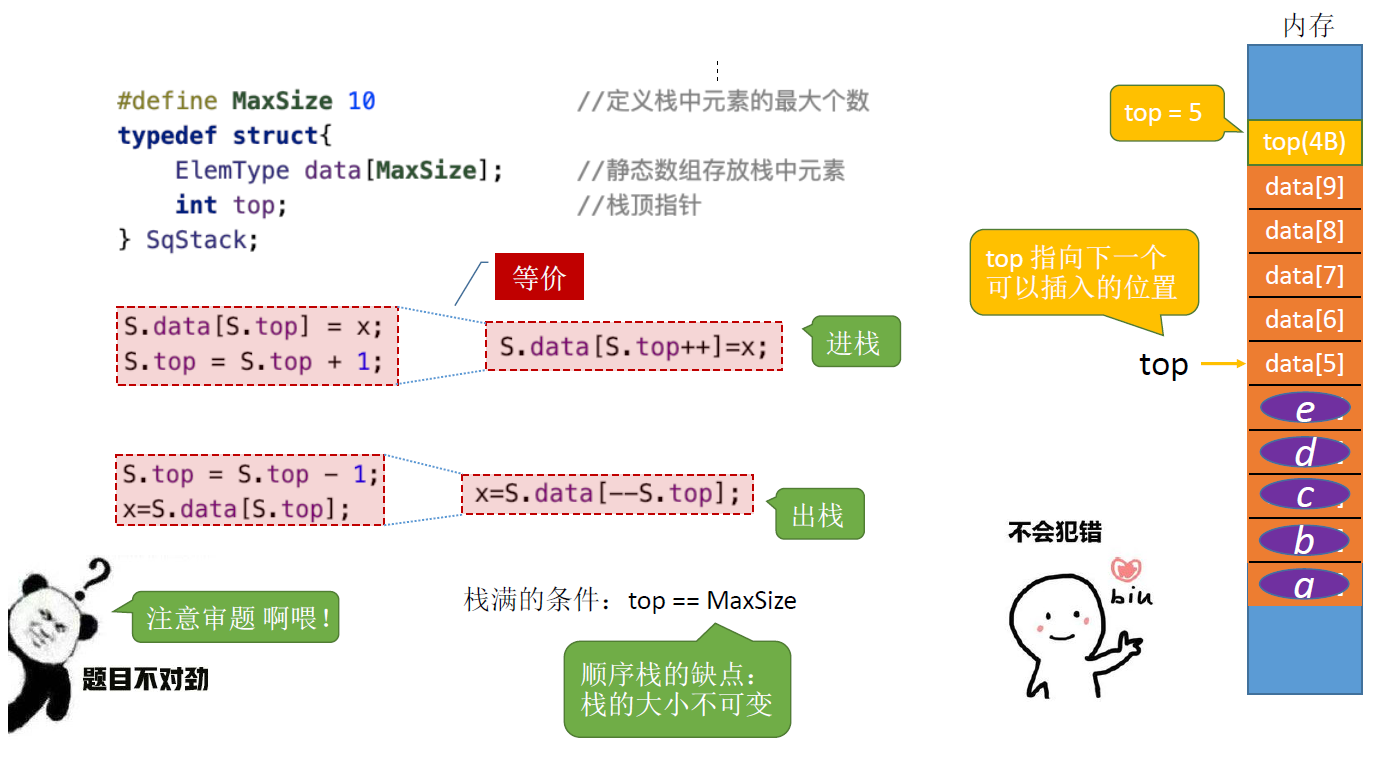 #define MaxSize 10 //定义栈中元素的最大个数
typedef struct{
ElemType data[MaxSize]; //静态数组存放栈中元素
int top; //栈顶指针
} SqStack;
等价
S.data[S.top] = x;
S.top = S.top + 1;
S.data[S.top++]=x;
进栈
S.top = S.top - 1;
x=S.data[S.top];
x=S.data[--S.top];
出栈
注意审题 啊喂！
题目不对劲
栈满的条件：top == MaxSize
顺序栈的缺点：
栈的大小不可变
不会犯错
biu
top = 5
top 指向下一个
可以插入的位置
top
内存
top(4B)
data[9]
data[8]
data[7]
data[6]
data[5]
e
d
c
b
a